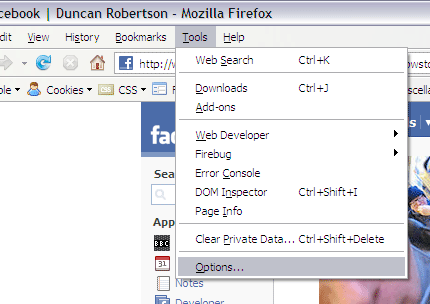 cebook | Duncan Robertson - Mozilla Firefox
dit View History Bookmarks Tools Help
http://w
Web Search Ctrl+K
Downloads Ctrl+J
Add-ons
Web Developer
Firebug
Error Console
DOM Inspector Ctrl+Shift+I
Page Info
Clear Private Data... Ctrl+Shift+Delete
Options...
Cookies CSS
fac
Sea
App
BBC
31
Notes
Developer